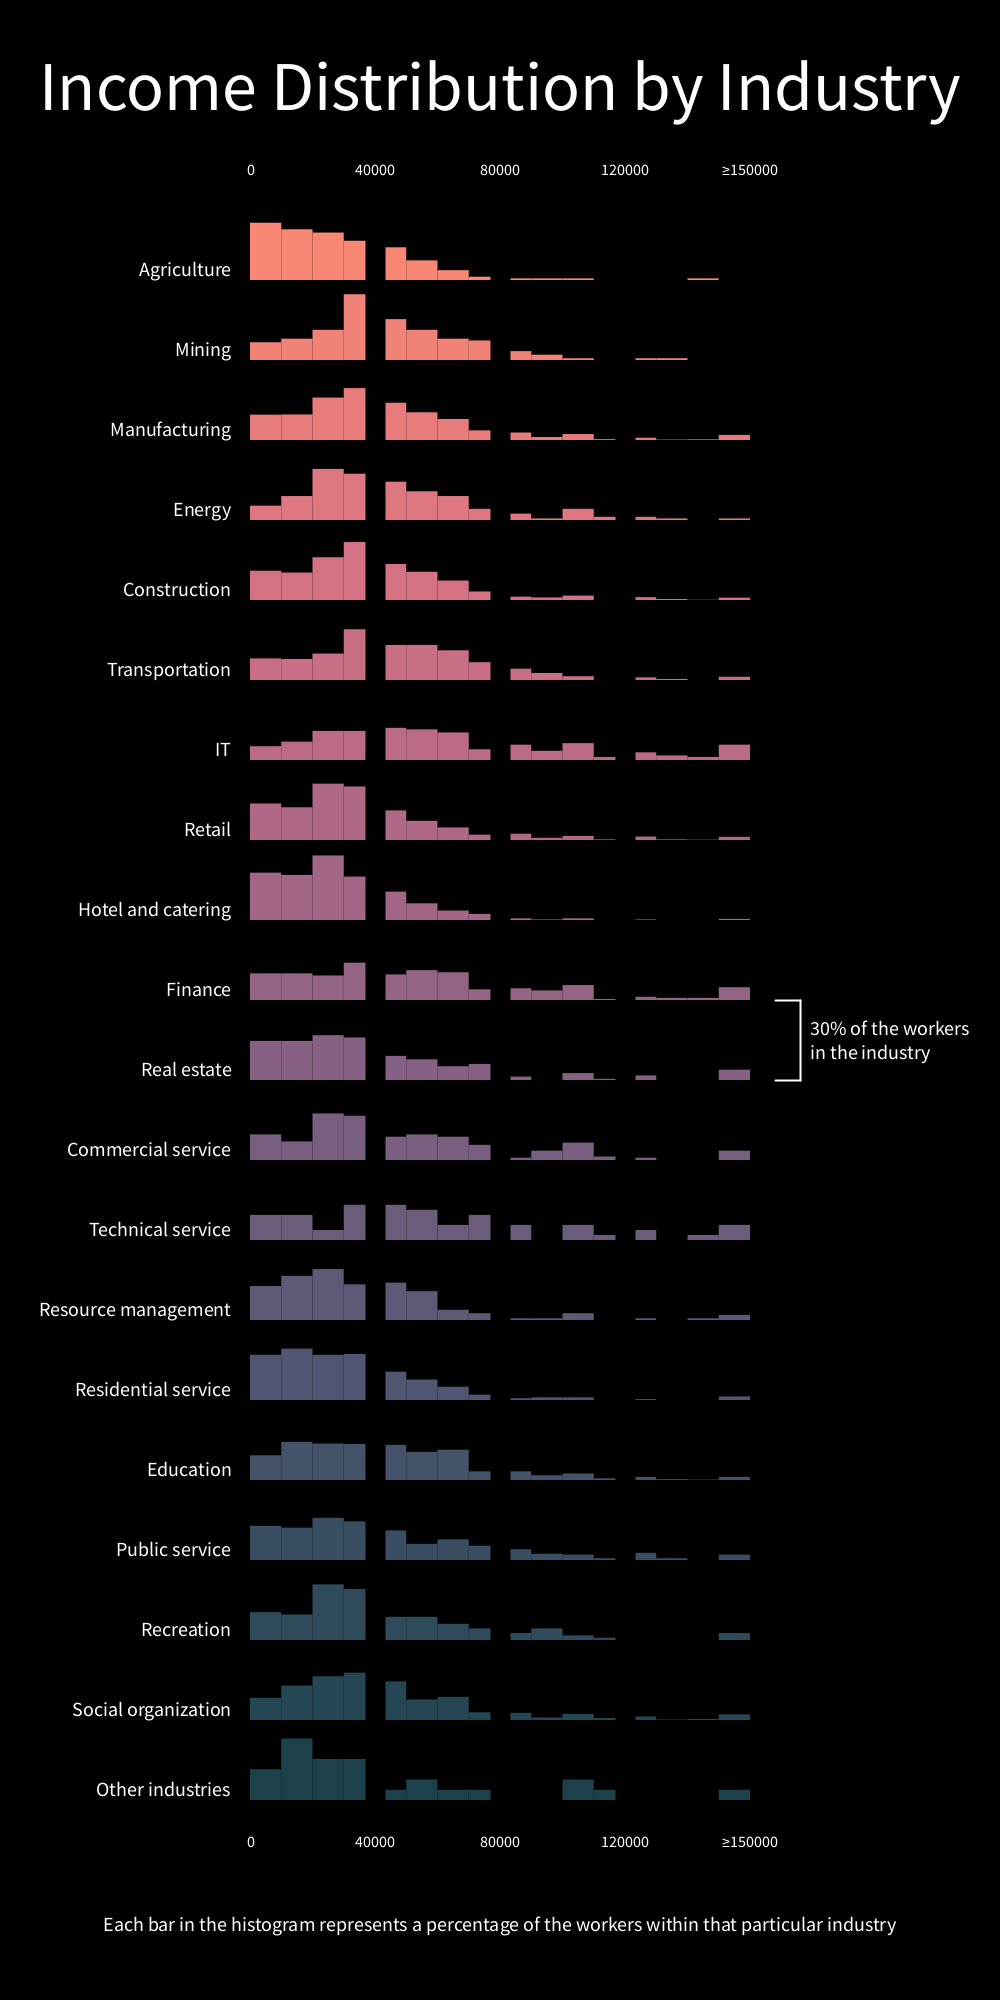 Income Distribution by Industry
0 40000 80000 120000 ≥150000
Agriculture
Mining
Manufacturing
Energy
Construction
Transportation
IT
Retail
Hotel and catering
Finance
30% of the workers
in the industry
Real estate
Commercial service
Technical service
Resource management
Residential service
Education
Public service
Recreation
Social organization
Other industries
0 40000 80000 120000 ≥150000
Each bar in the histogram represents a percentage of the workers within that particular industry